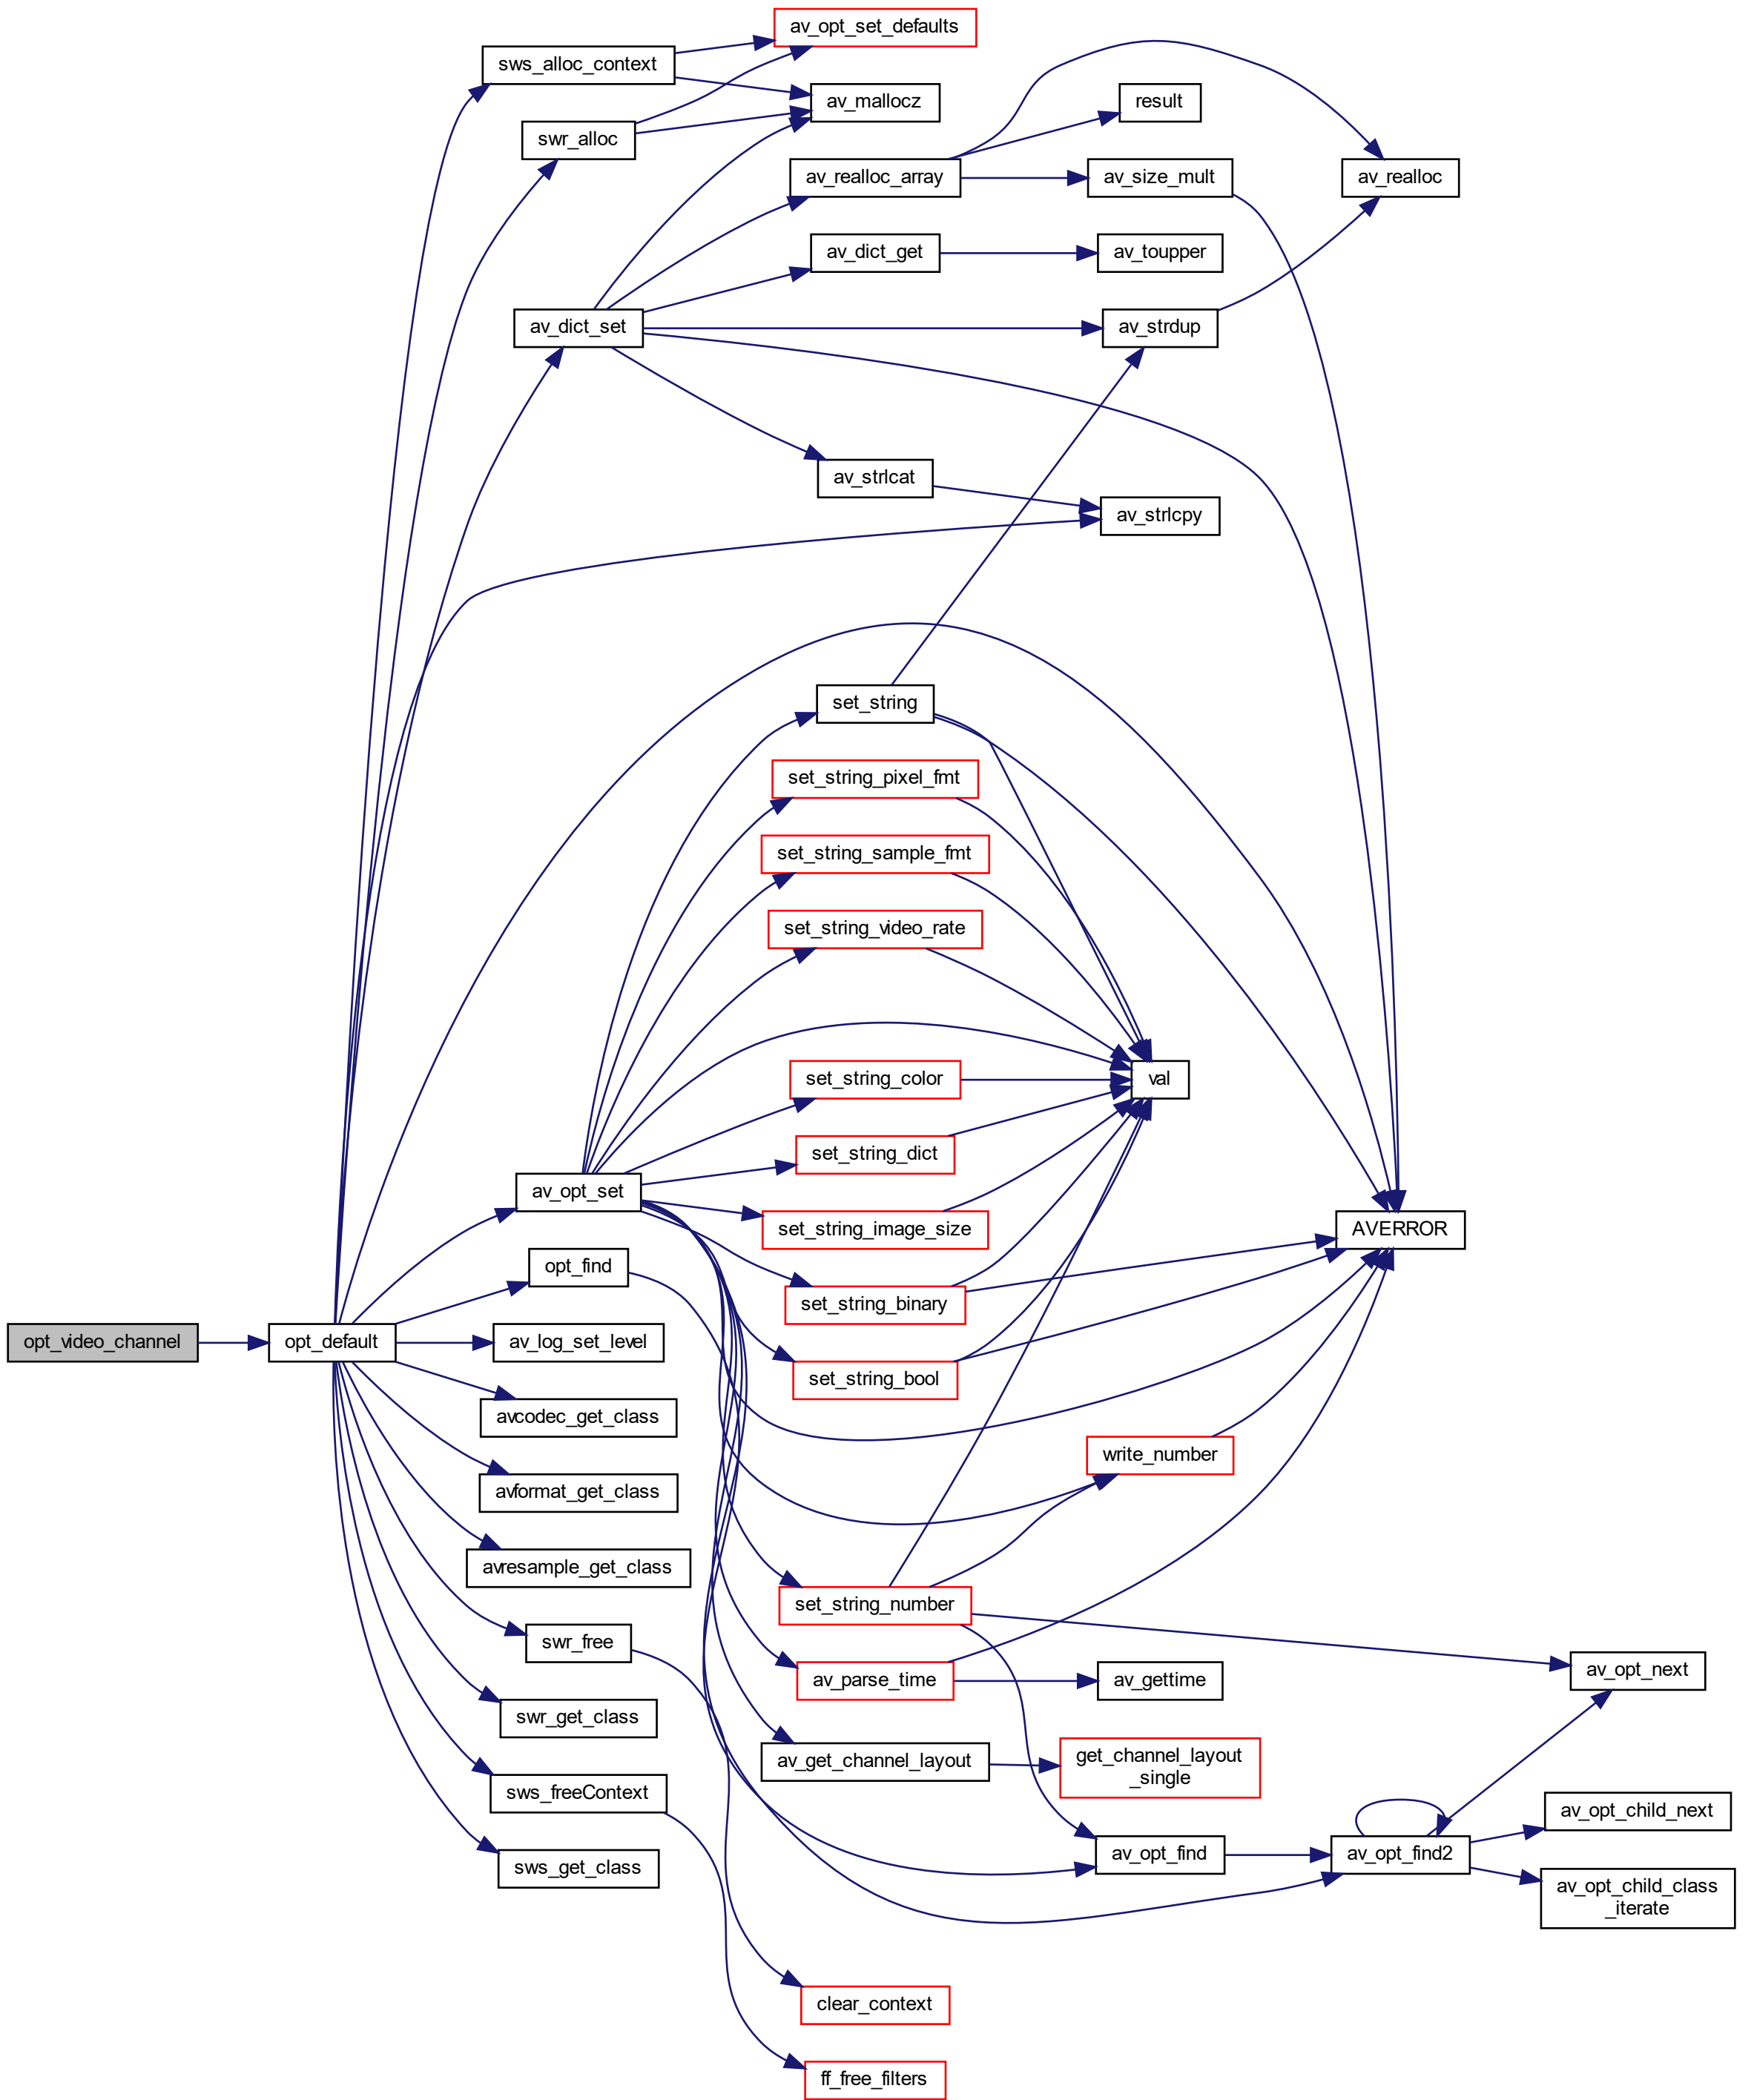 av_opt_set_defaults
sws_alloc_context
av_mallocz
result
swr_alloc
av_realloc_array
av_size_mult
av_realloc
av_dict_get
av_toupper
av_dict_set
av_strdup
av_strlcat
av_strlcpy
set_string
set_string_pixel_fmt
set_string_sample_fmt
set_string_video_rate
set_string_color
val
set_string_dict
av_opt_set
set_string_image_size
AVERROR
opt_find
set_string_binary
opt_video_channel
opt_default
av_log_set_level
set_string_bool
avcodec_get_class
write_number
avformat_get_class
avresample_get_class
set_string_number
swr_free
av_parse_time
av_gettime
av_opt_next
swr_get_class
av_get_channel_layout
get_channel_layout
_single
sws_freeContext
av_opt_child_next
av_opt_find
av_opt_find2
sws_get_class
av_opt_child_class
_iterate
clear_context
ff_free_filters